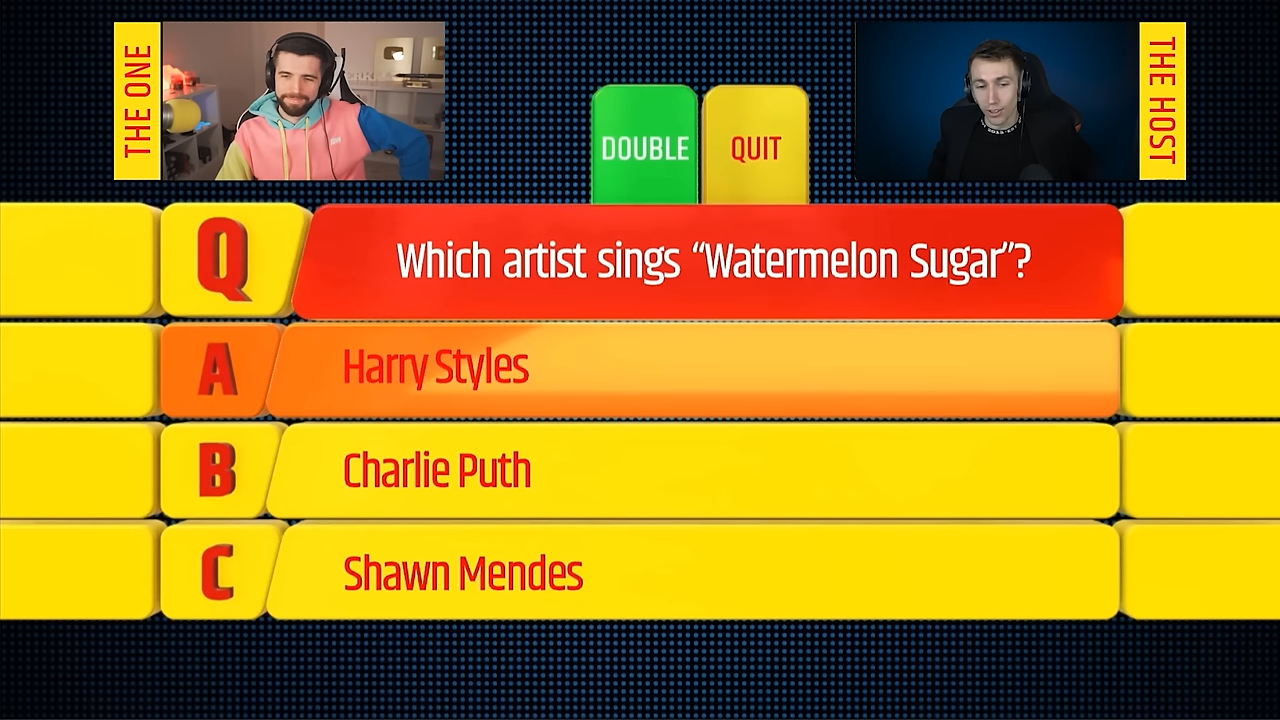 THE ONE
THE HOST
DOUBLE
QUIT
Q
Which artist sings “Watermelon Sugar”?
A
Harry Styles
B
Charlie Puth
C
Shawn Mendes